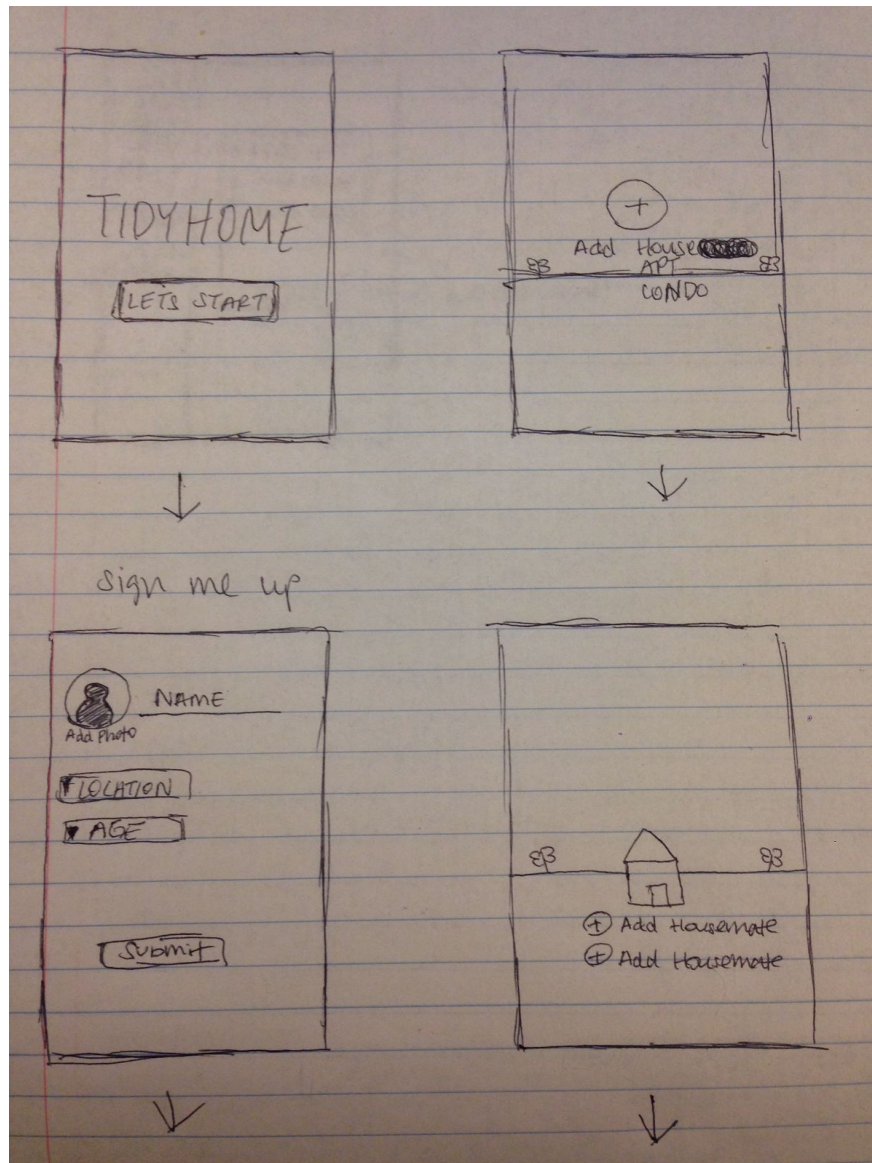 TIDYHOME
LETS START
sign me up
NAME
Add Photo
LOCATION
AGE
Submit
+
Add House
APT
CONDO
+ Add Housemate
+ Add Housemate